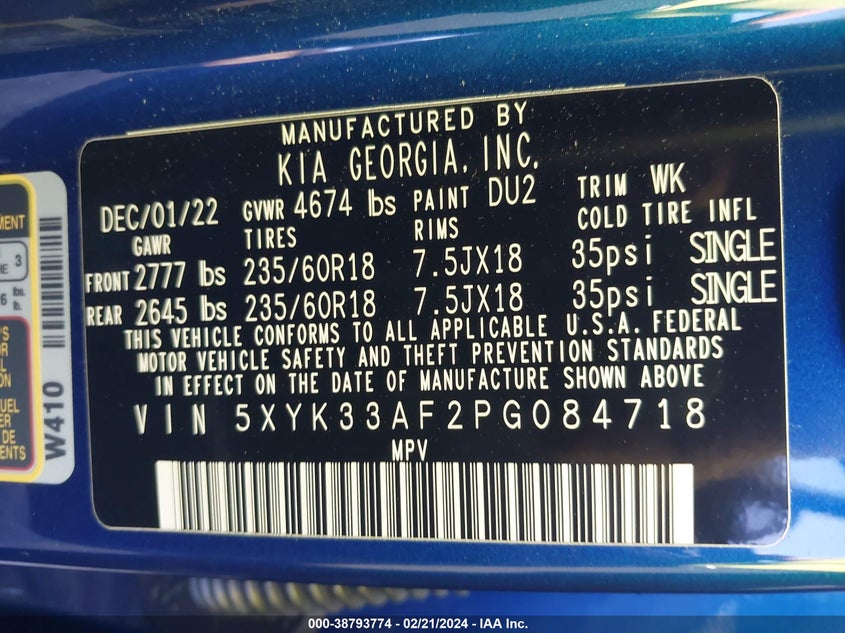 MANUFACTURED BY
KIA GEORGIA, INC.
DEC/01/22 GVWR 4674 lbs PAINT DU2 TRIM WK
GAWR TIRES RIMS COLD TIRE INFL
FRONT 2777 lbs 235/60R18 7.5JX18 35psi SINGLE
REAR 2645 lbs 235/60R18 7.5JX18 35psi SINGLE
THIS VEHICLE CONFORMS TO ALL APPLICABLE U.S.A. FEDERAL
MOTOR VEHICLE SAFETY AND THEFT PREVENTION STANDARDS
IN EFFECT ON THE DATE OF MANUFACTURE SHOWN ABOVE
VIN 5XYK33AF2PG084718
MPV
W410
000-38793774 - 02/21/2024 - IAA Inc.